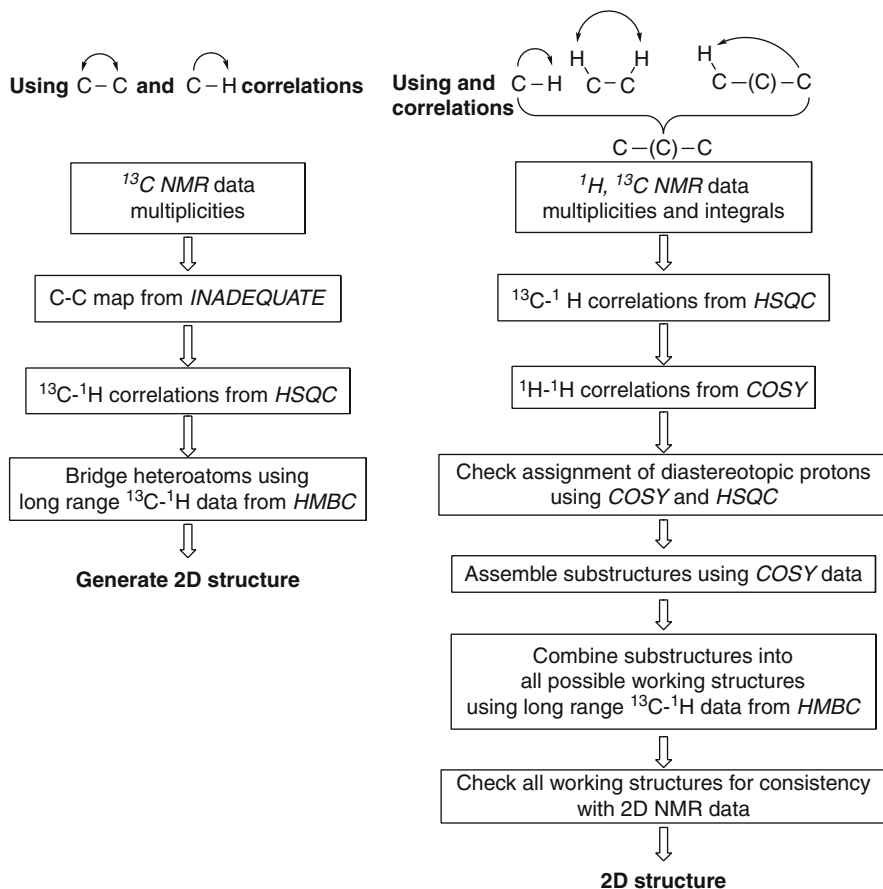 Using C – C and C – H correlations
¹³C NMR data
multiplicities
C-C map from INADEQUATE
¹³C-¹H correlations from HSQC
Bridge heteroatoms using
long range ¹³C-¹H data from HMBC
Generate 2D structure
H H H
Using and C – H C – C C –(C) – C
correlations
C –(C) – C
¹H, ¹³C NMR data
multiplicities and integrals
¹³C-¹ H correlations from HSQC
¹H-¹H correlations from COSY
Check assignment of diastereotopic protons
using COSY and HSQC
Assemble substructures using COSY data
Combine substructures into
all possible working structures
using long range ¹³C-¹H data from HMBC
Check all working structures for consistency
with 2D NMR data
2D structure